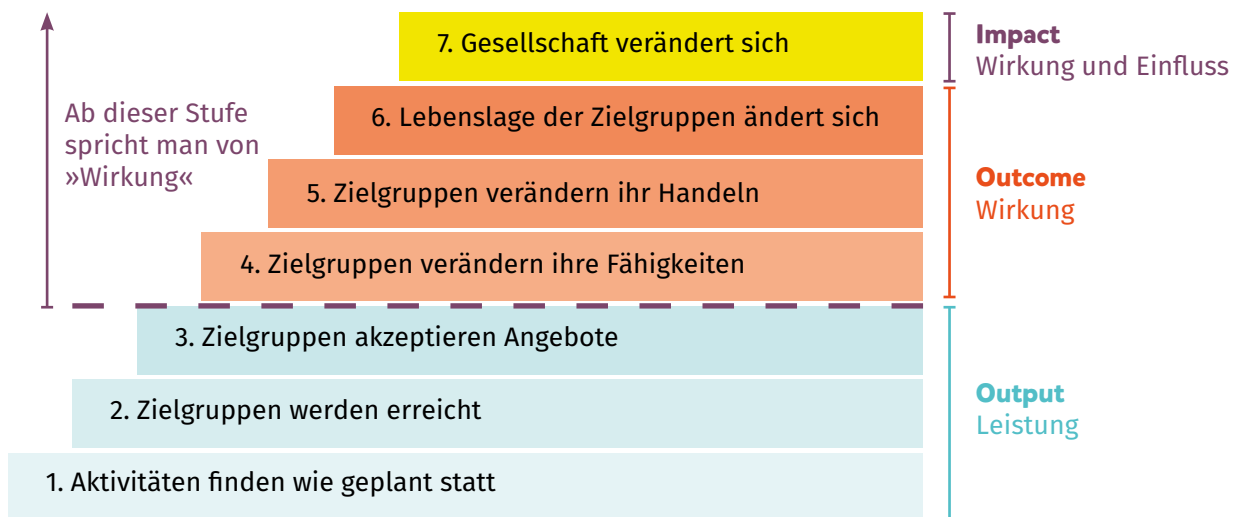 7. Gesellschaft verändert sich
Impact
Wirkung und Einfluss
Ab dieser Stufe
spricht man von
»Wirkung«
6. Lebenslage der Zielgruppen ändert sich
5. Zielgruppen verändern ihr Handeln
Outcome
Wirkung
4. Zielgruppen verändern ihre Fähigkeiten
3. Zielgruppen akzeptieren Angebote
2. Zielgruppen werden erreicht
Output
Leistung
1. Aktivitäten finden wie geplant statt